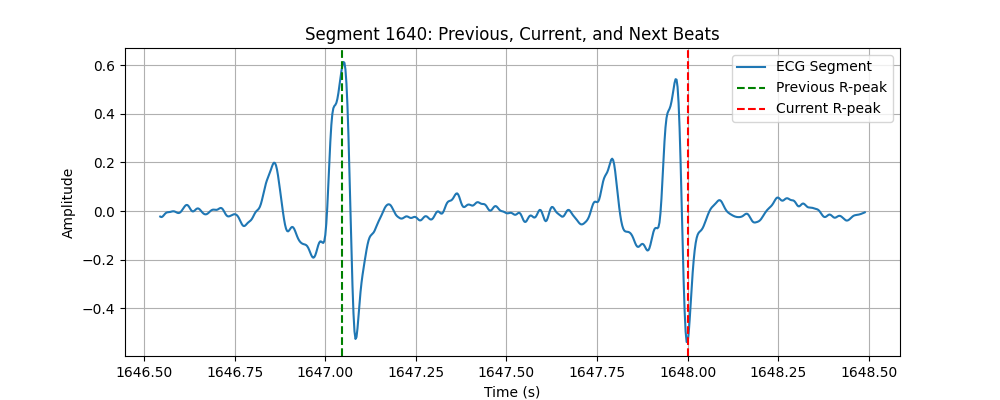 Segment 1640: Previous, Current, and Next Beats
ECG Segment
Previous R-peak
Current R-peak
Amplitude
0.6
0.4
0.2
0.0
−0.2
−0.4
1646.50 1646.75 1647.00 1647.25 1647.50 1647.75 1648.00 1648.25 1648.50
Time (s)